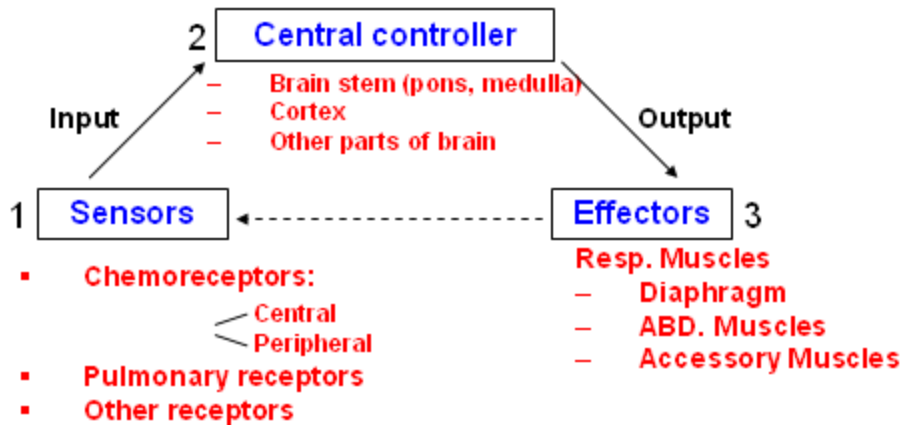 2 Central controller
– Brain stem (pons, medulla)
Input – Cortex Output
– Other parts of brain
1 Sensors Effectors 3
▪ Chemoreceptors:
Central
Peripheral
▪ Pulmonary receptors
▪ Other receptors
Resp. Muscles
– Diaphragm
– ABD. Muscles
– Accessory Muscles